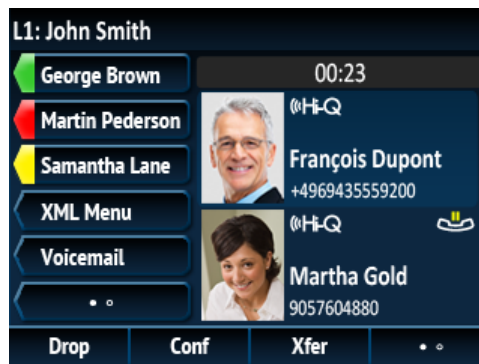 L1: John Smi
George Brown
Martin Pederson
Samantha Lane
XML Menu
Voicemail
00:23
Hi-Q
François Dupont
+4969435559200
Hi-Q
Martha Gold
9057604880
Drop Conf Xfer